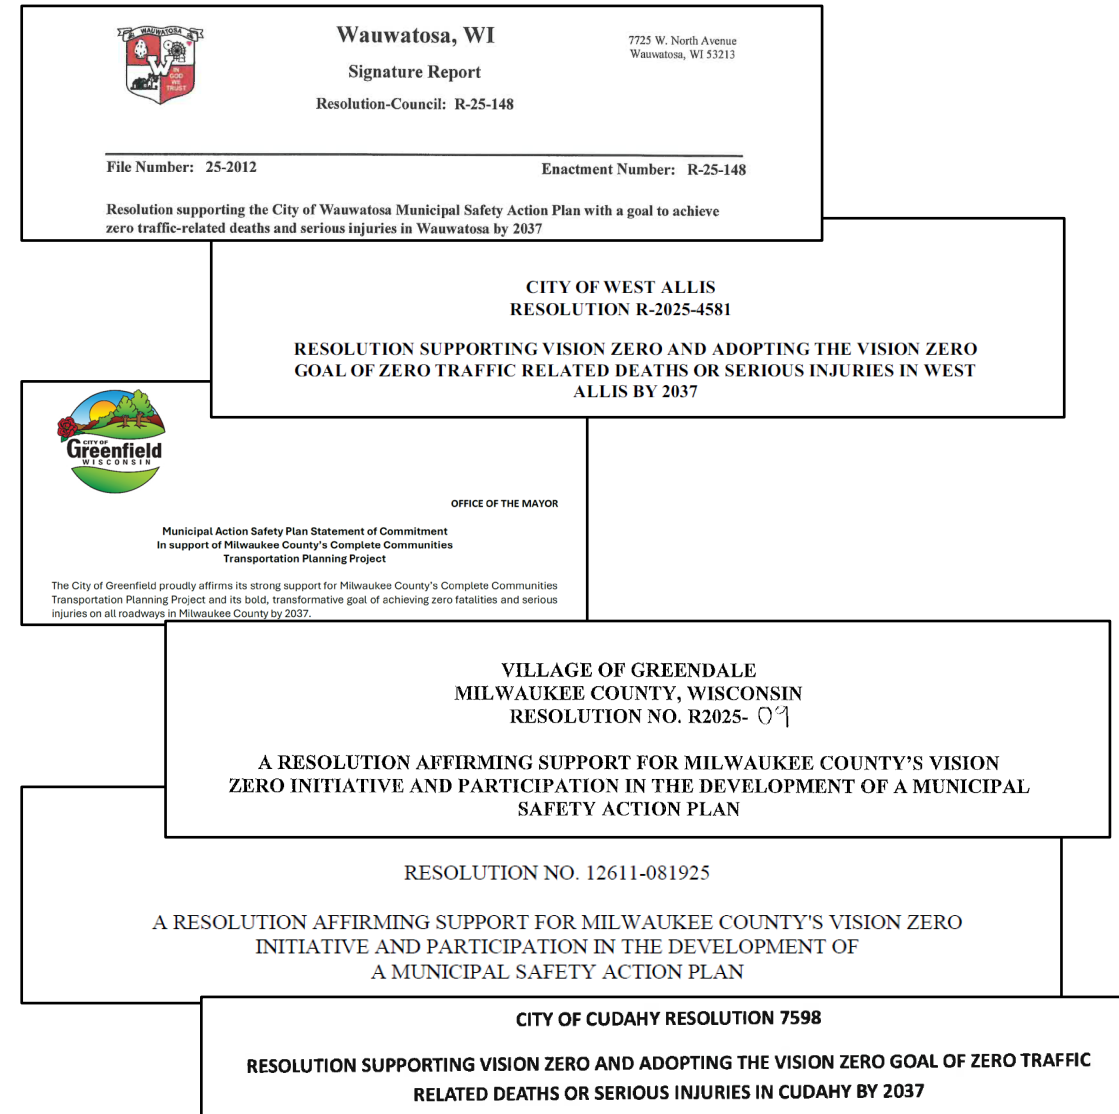 WAUWATOSA
W
IN
GOD
WE
TRUST
Wauwatosa, WI
Signature Report
Resolution-Council: R-25-148
7725 W. North Avenue
Wauwatosa, WI 53213
File Number: 25-2012
Enactment Number: R-25-148
Resolution supporting the City of Wauwatosa Municipal Safety Action Plan with a goal to achieve
zero traffic-related deaths and serious injuries in Wauwatosa by 2037
CITY OF WEST ALLIS
RESOLUTION R-2025-4581
RESOLUTION SUPPORTING VISION ZERO AND ADOPTING THE VISION ZERO
GOAL OF ZERO TRAFFIC RELATED DEATHS OR SERIOUS INJURIES IN WEST
ALLIS BY 2037
CITY OF
Greenfield
WISCONSIN
OFFICE OF THE MAYOR
Municipal Action Safety Plan Statement of Commitment
In support of Milwaukee County's Complete Communities
Transportation Planning Project
The City of Greenfield proudly affirms its strong support for Milwaukee County's Complete Communities
Transportation Planning Project and its bold, transformative goal of achieving zero fatalities and serious
injuries on all roadways in Milwaukee County by 2037.
VILLAGE OF GREENDALE
MILWAUKEE COUNTY, WISCONSIN
RESOLUTION NO. R2025- 09
A RESOLUTION AFFIRMING SUPPORT FOR MILWAUKEE COUNTY'S VISION
ZERO INITIATIVE AND PARTICIPATION IN THE DEVELOPMENT OF A MUNICIPAL
SAFETY ACTION PLAN
RESOLUTION NO. 12611-081925
A RESOLUTION AFFIRMING SUPPORT FOR MILWAUKEE COUNTY'S VISION ZERO
INITIATIVE AND PARTICIPATION IN THE DEVELOPMENT OF
A MUNICIPAL SAFETY ACTION PLAN
CITY OF CUDAHY RESOLUTION 7598
RESOLUTION SUPPORTING VISION ZERO AND ADOPTING THE VISION ZERO GOAL OF ZERO TRAFFIC
RELATED DEATHS OR SERIOUS INJURIES IN CUDAHY BY 2037